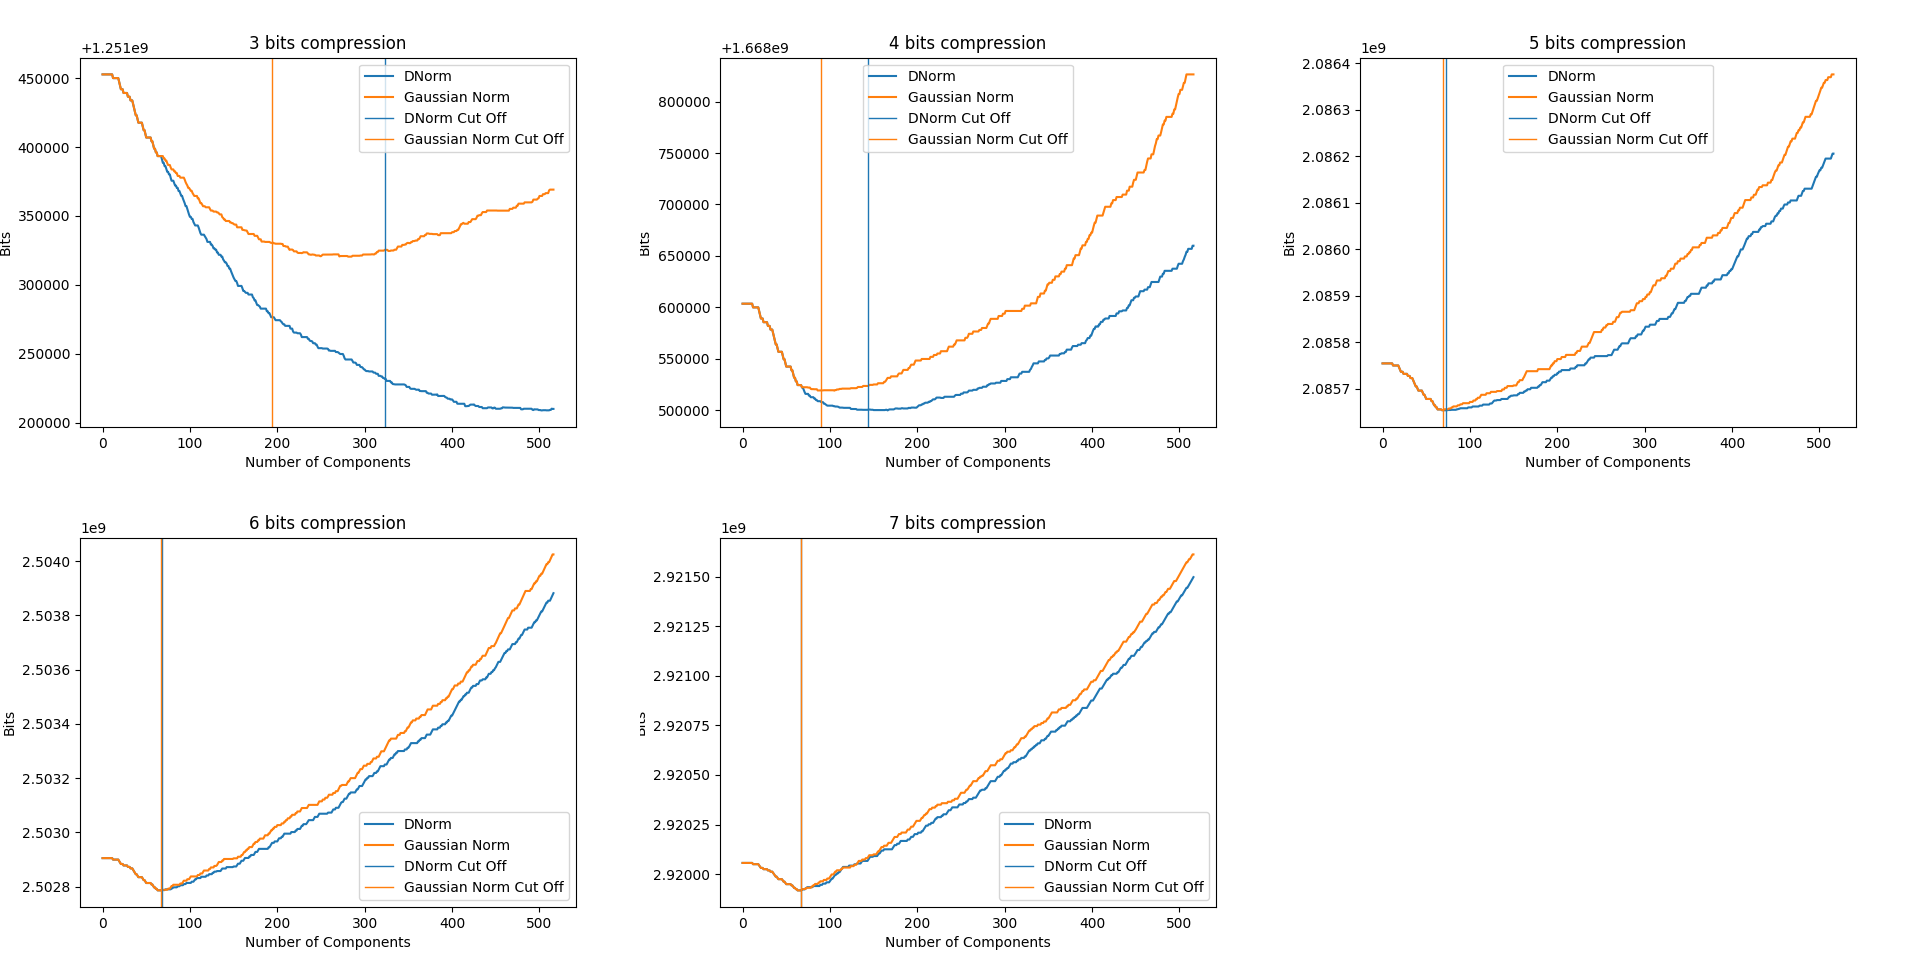 3 bits compression
+1.251e9
450000
400000
350000
300000
250000
200000
Bits
0 100 200 300 400 500
Number of Components
DNorm
Gaussian Norm
DNorm Cut Off
Gaussian Norm Cut Off
4 bits compression
+1.668e9
800000
750000
700000
650000
600000
550000
500000
Bits
0 100 200 300 400 500
Number of Components
DNorm
Gaussian Norm
DNorm Cut Off
Gaussian Norm Cut Off
5 bits compression
1e9
2.0864
2.0863
2.0862
2.0861
2.0860
2.0859
2.0858
2.0857
Bits
0 100 200 300 400 500
Number of Components
DNorm
Gaussian Norm
DNorm Cut Off
Gaussian Norm Cut Off
6 bits compression
1e9
2.5040
2.5038
2.5036
2.5034
2.5032
2.5030
2.5028
Bits
0 100 200 300 400 500
Number of Components
DNorm
Gaussian Norm
DNorm Cut Off
Gaussian Norm Cut Off
7 bits compression
1e9
2.92150
2.92125
2.92100
2.92075
2.92050
2.92025
2.92000
Bits
0 100 200 300 400 500
Number of Components
DNorm
Gaussian Norm
DNorm Cut Off
Gaussian Norm Cut Off